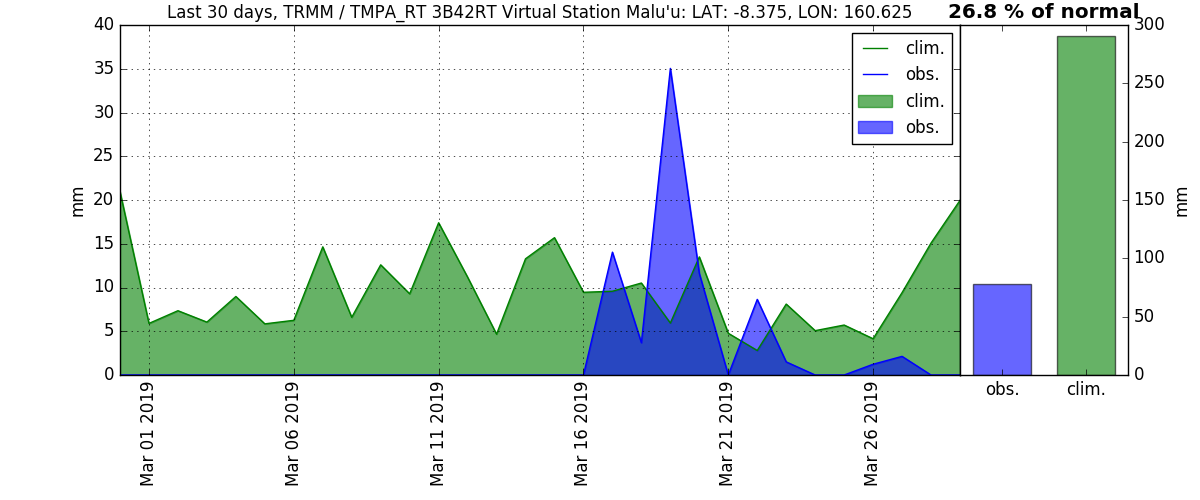 Last 30 days, TRMM / TMPA_RT 3B42RT Virtual Station Malu'u: LAT: -8.375, LON: 160.625
26.8 % of normal
mm
40
35
30
25
20
15
10
5
0
clim.
obs.
clim.
obs.
Mar 01 2019
Mar 06 2019
Mar 11 2019
Mar 16 2019
Mar 21 2019
Mar 26 2019
300
250
200
150
100
50
0
mm
obs.
clim.